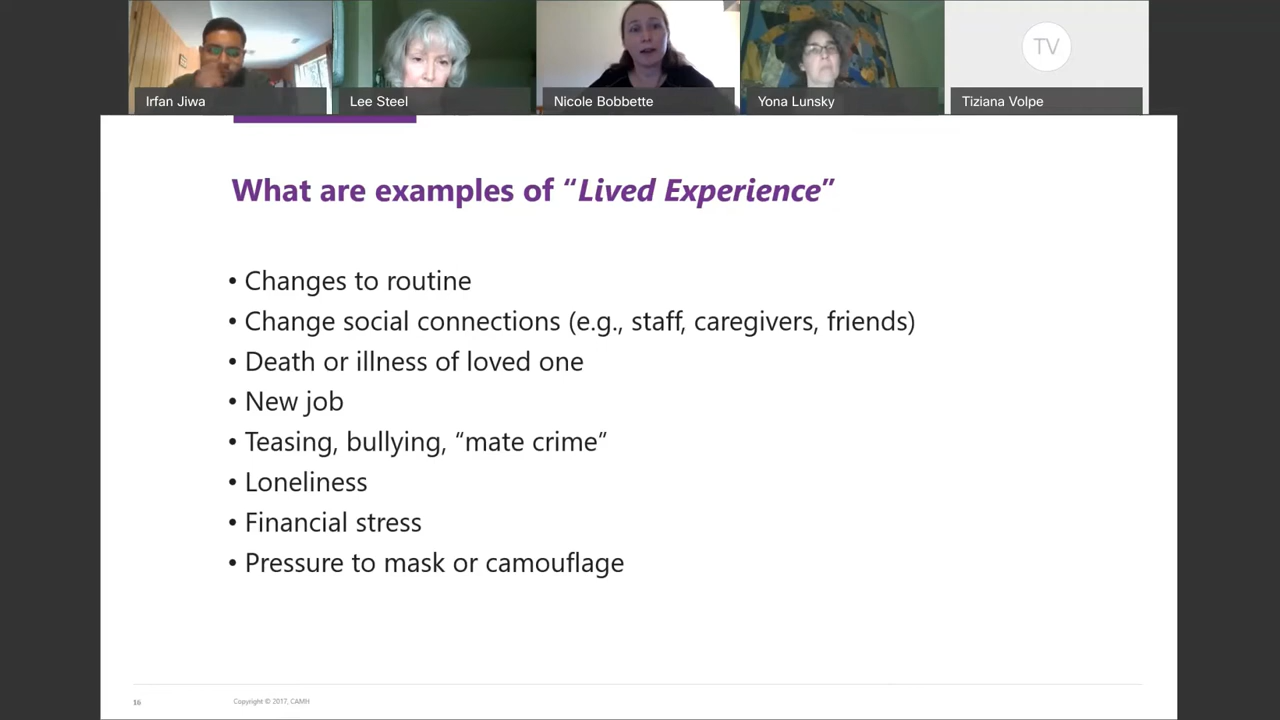 Irfan Jiwa
Lee Steel
Nicole Bobbette
Yona Lunsky
TV
Tiziana Volpe
What are examples of “Lived Experience”
• Changes to routine
• Change social connections (e.g., staff, caregivers, friends)
• Death or illness of loved one
• New job
• Teasing, bullying, “mate crime”
• Loneliness
• Financial stress
• Pressure to mask or camouflage
16
Copyright © 2017, CAMH